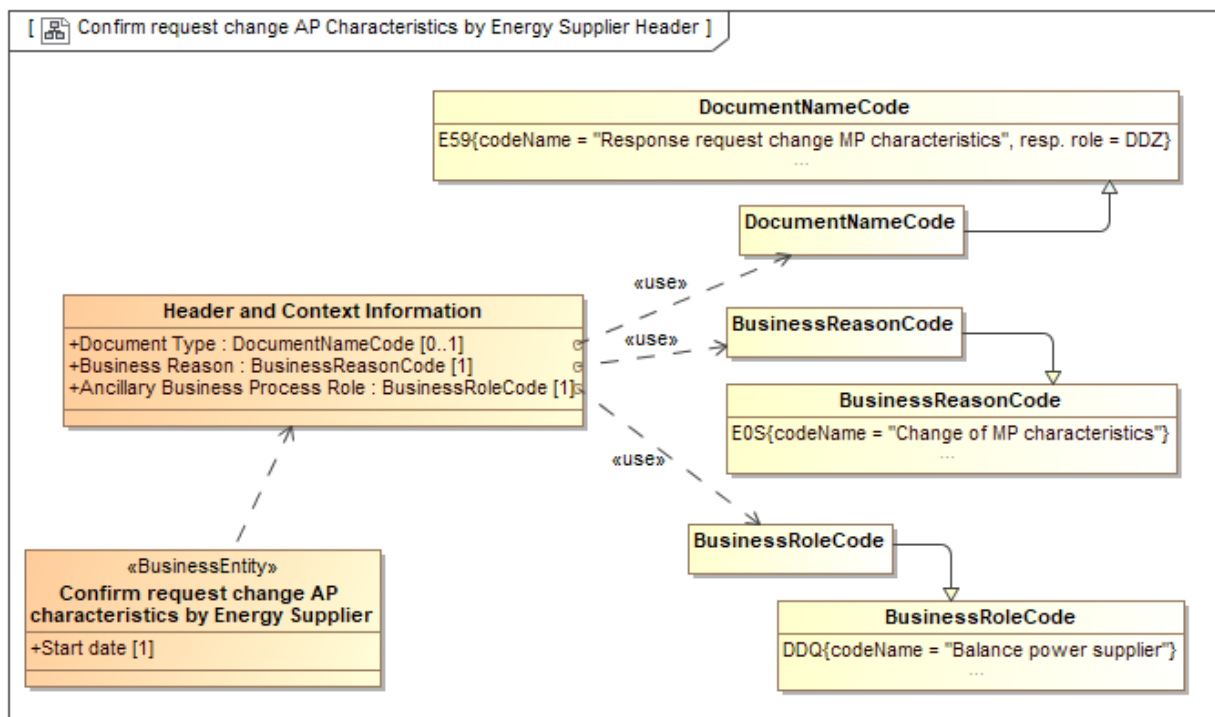 [ Confirm request change AP Characteristics by Energy Supplier Header ]
DocumentNameCode
E59{codeName = "Response request change MP characteristics", resp. role = DDZ}
...
DocumentNameCode
«use»
Header and Context Information
+Document Type : DocumentNameCode [0..1]
+Business Reason : BusinessReasonCode [1]
+Ancillary Business Process Role : BusinessRoleCode [1]
«use»
BusinessReasonCode
BusinessReasonCode
E0S{codeName = "Change of MP characteristics"}
...
«use»
BusinessRoleCode
«BusinessEntity»
Confirm request change AP
characteristics by Energy Supplier
+Start date [1]
BusinessRoleCode
DDQ{codeName = "Balance power supplier"}
...